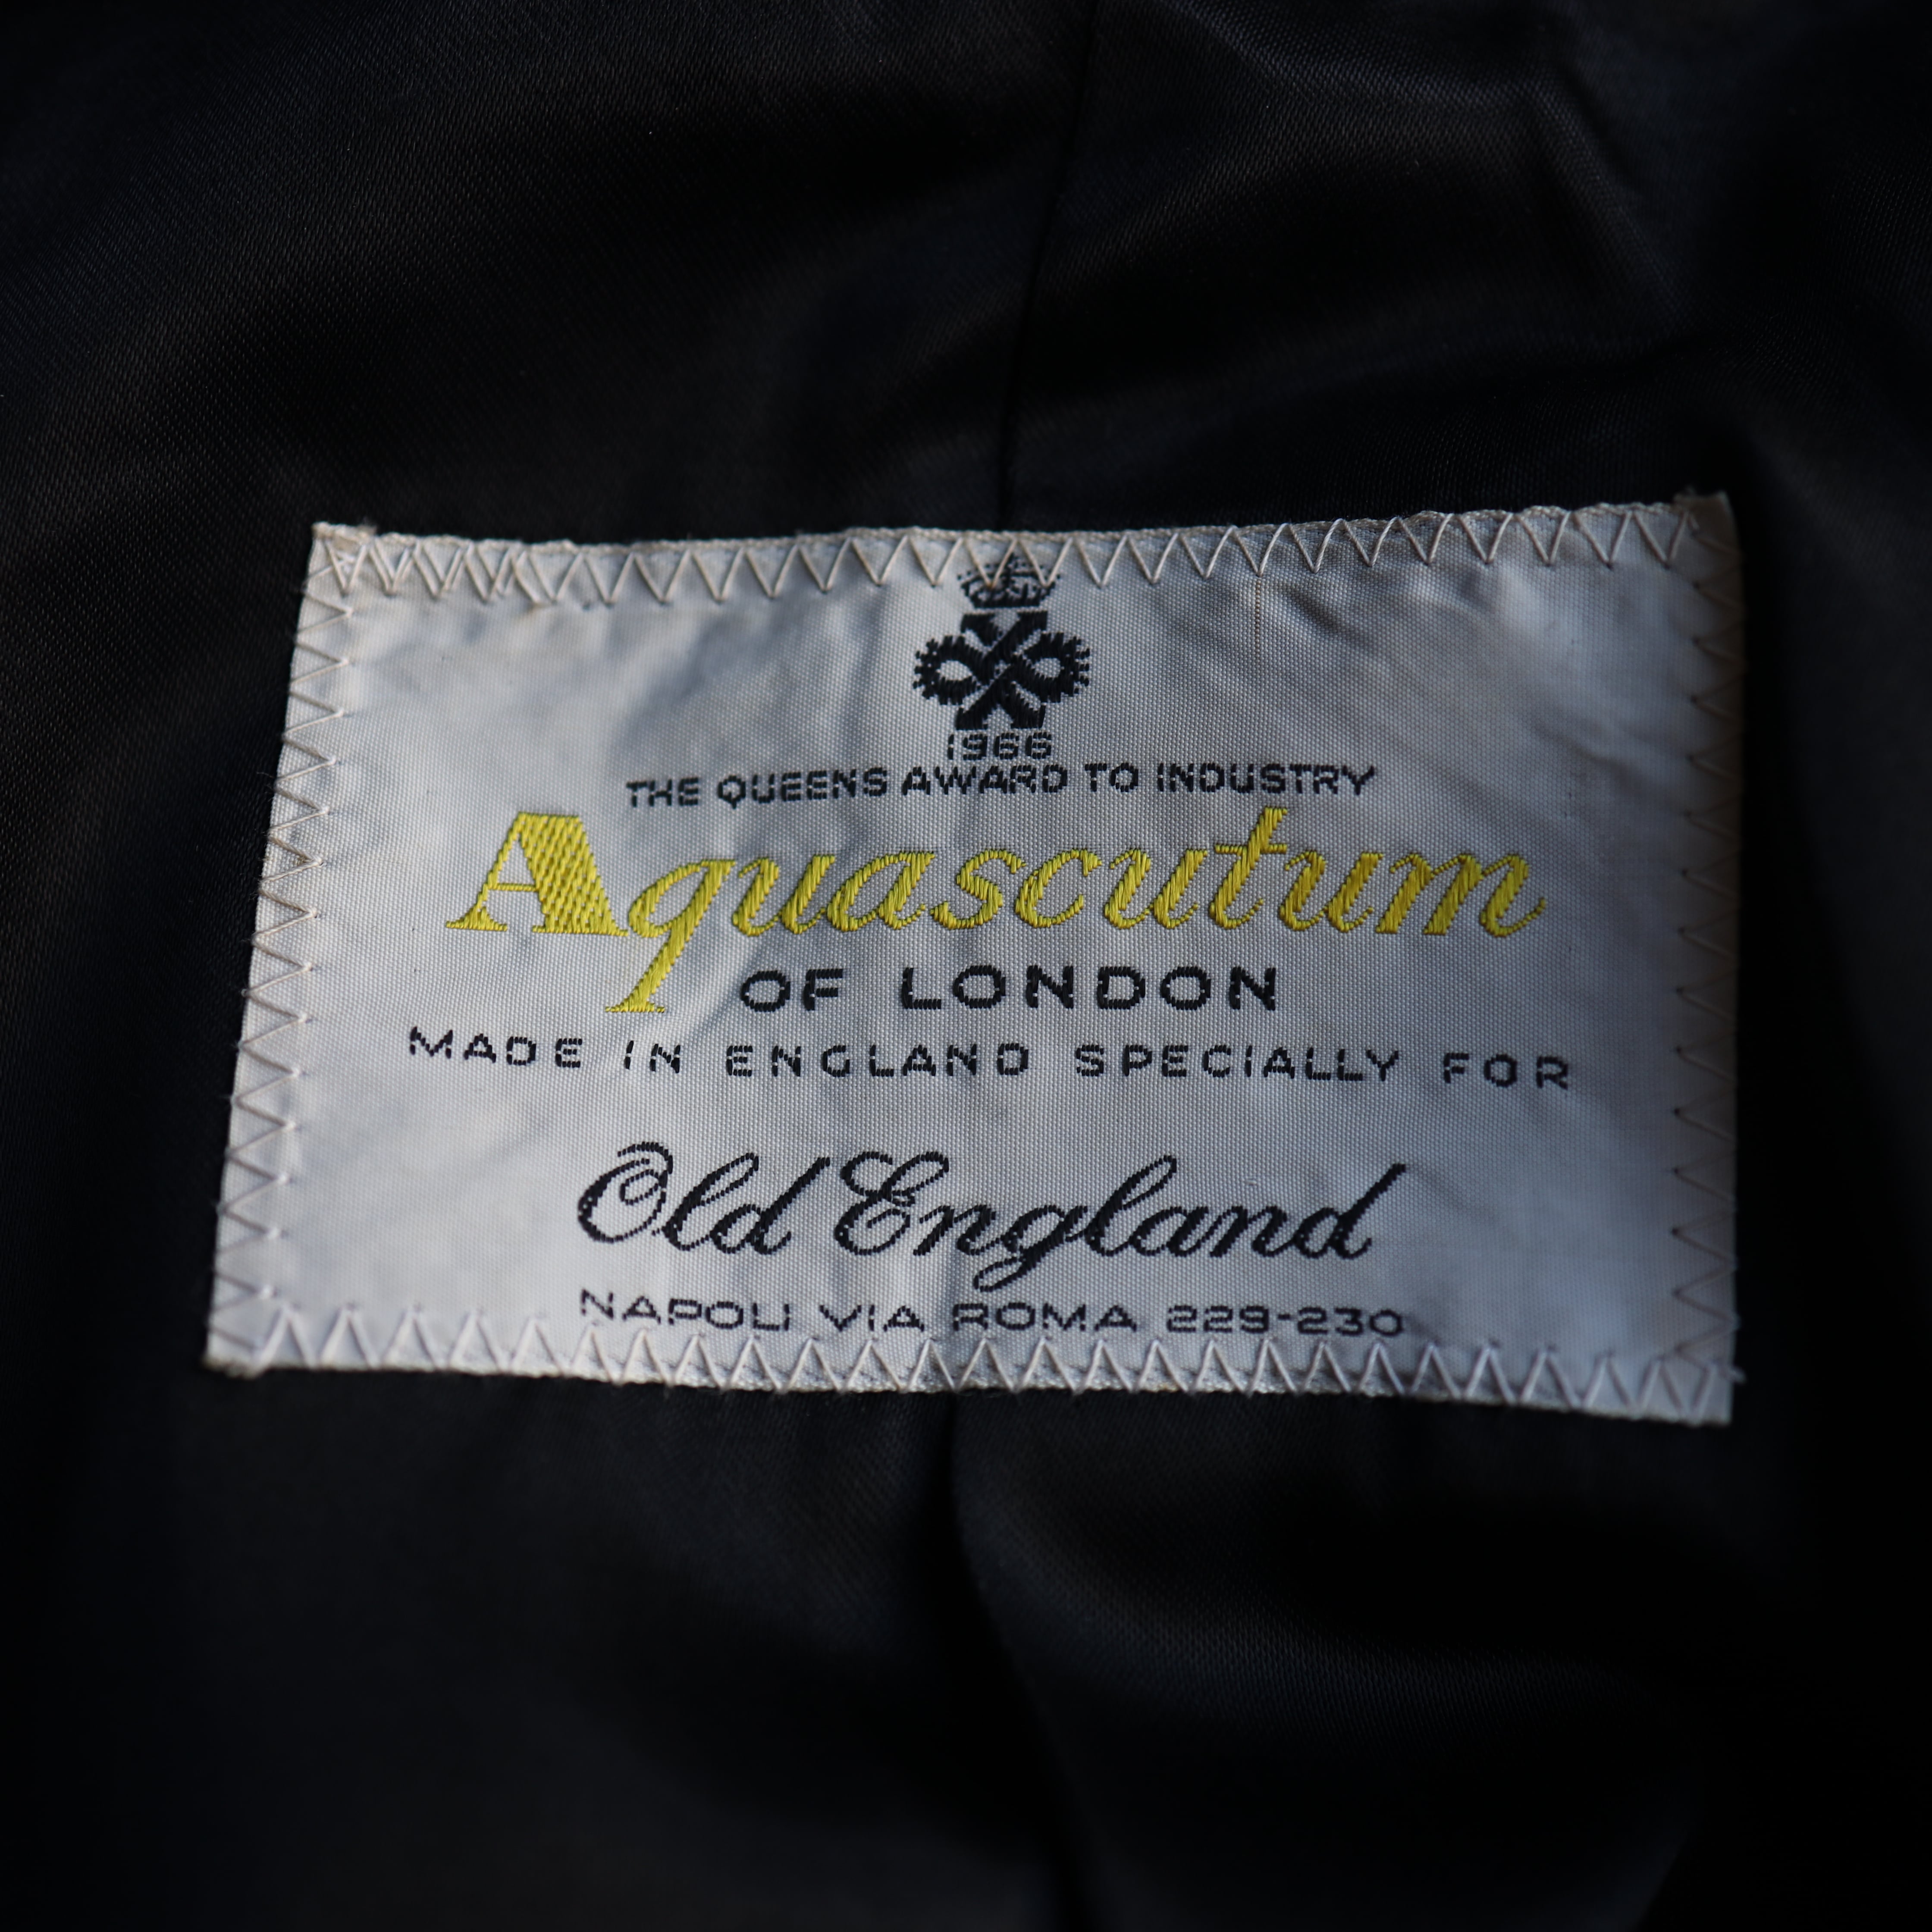 1966
THE QUEENS AWARD TO INDUSTRY
Aquascutum
OF LONDON
MADE IN ENGLAND SPECIALLY FOR
Old England
NAPOLI VIA ROMA 229-230